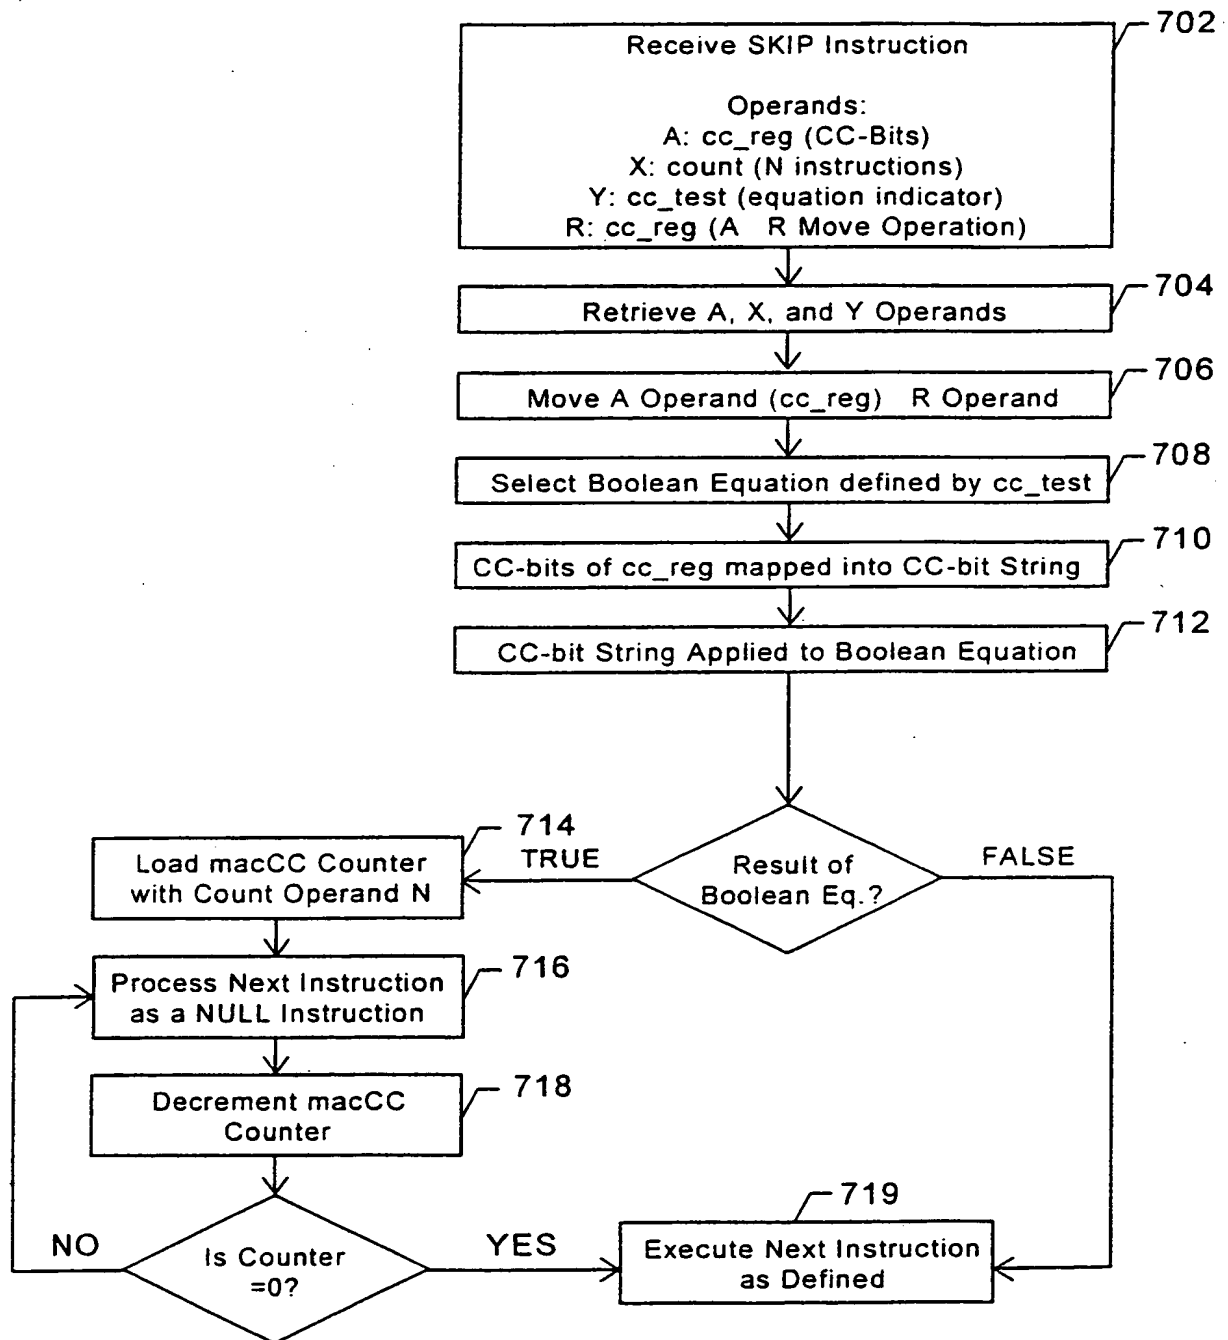 702
Receive SKIP Instruction
Operands:
A: cc_reg (CC-Bits)
X: count (N instructions)
Y: cc_test (equation indicator)
R: cc_reg (A R Move Operation)
704
Retrieve A, X, and Y Operands
706
Move A Operand (cc_reg) R Operand
708
Select Boolean Equation defined by cc_test
710
CC-bits of cc_reg mapped into CC-bit String
712
CC-bit String Applied to Boolean Equation
714
Load macCC Counter
with Count Operand N
TRUE
Result of
Boolean Eq.?
FALSE
716
Process Next Instruction
as a NULL Instruction
718
Decrement macCC
Counter
NO
Is Counter
=0?
YES
719
Execute Next Instruction
as Defined